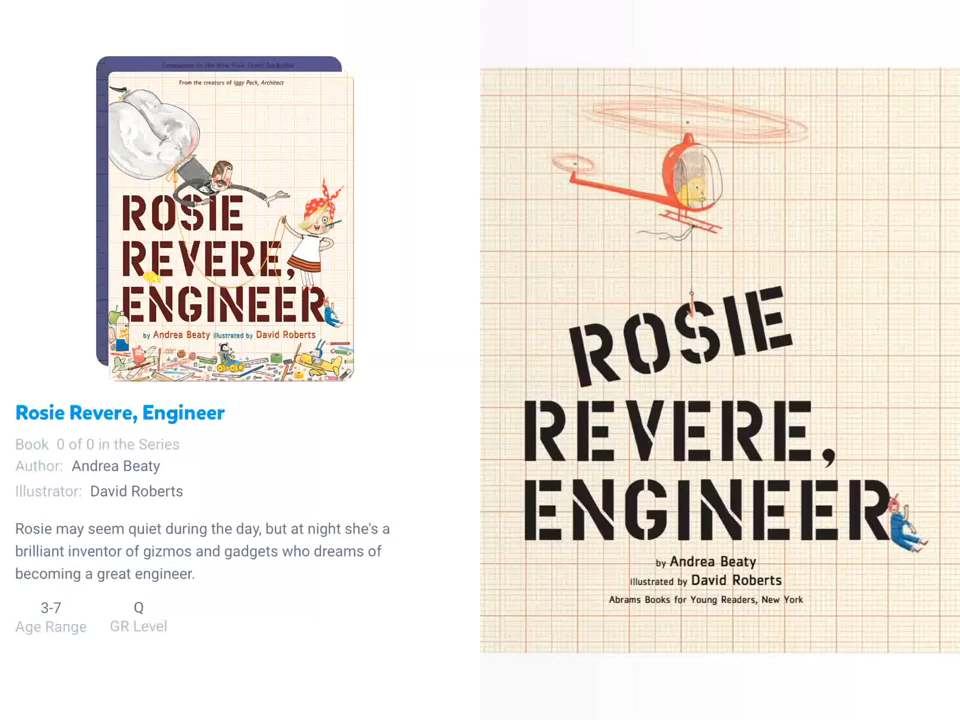 From the creators of Iggy Peck, Architect
ROSIE
REVERE,
ENGINEER
by Andrea Beaty illustrated by David Roberts
Rosie Revere, Engineer
Book 0 of 0 in the Series
Author: Andrea Beaty
Illustrator: David Roberts
Rosie may seem quiet during the day, but at night she's a
brilliant inventor of gizmos and gadgets who dreams of
becoming a great engineer.
3-7 Q
Age Range GR Level
ROSIE
REVERE,
ENGINEER
by Andrea Beaty
illustrated by David Roberts
Abrams Books for Young Readers, New York